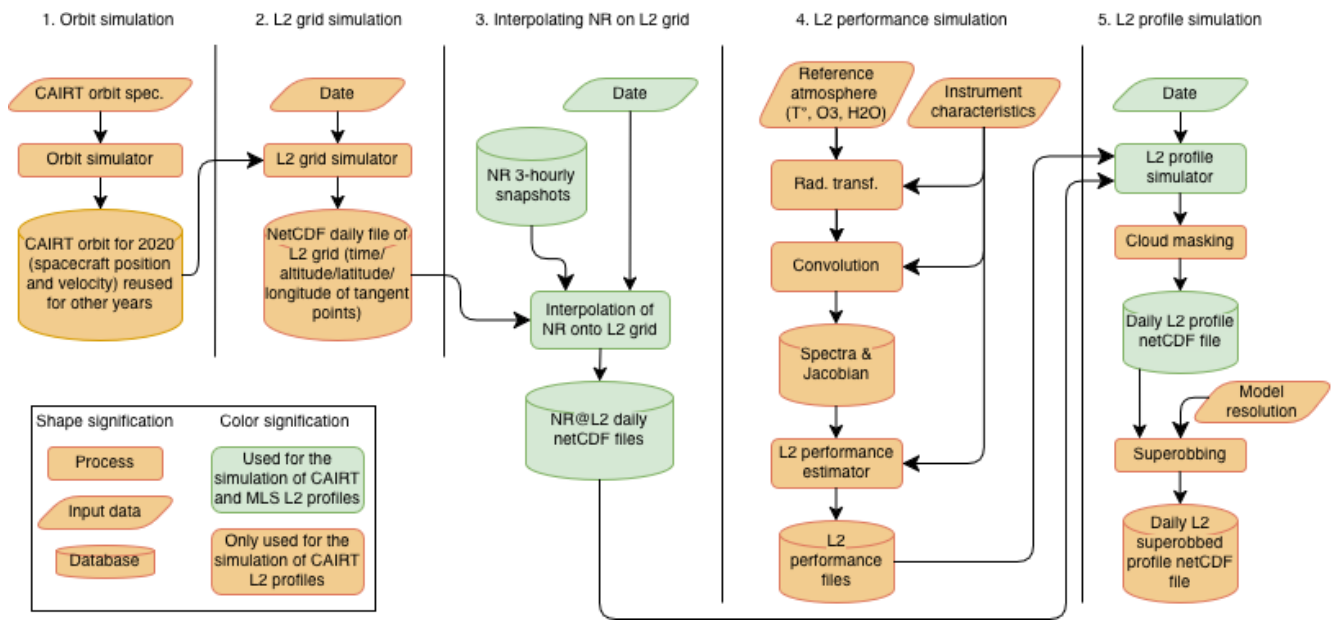 1. Orbit simulation
2. L2 grid simulation
3. Interpolating NR on L2 grid
4. L2 performance simulation
5. L2 profile simulation
CAIRT orbit spec.
Orbit simulator
CAIRT orbit for 2020
(spacecraft position
and velocity) reused
for other years
Date
L2 grid simulator
NetCDF daily file of
L2 grid (time/
altitude/latitude/
longitude of tangent
points)
Date
NR 3-hourly
snapshots
Interpolation of
NR onto L2 grid
NR@L2 daily
netCDF files
Reference
atmosphere
(T°, O3, H2O)
Instrument
characteristics
Rad. transf.
Convolution
Spectra &
Jacobian
L2 performance
estimator
L2
performance
files
Date
L2 profile
simulator
Cloud masking
Daily L2 profile
netCDF file
Model
resolution
Superobbing
Daily L2
superobbed
profile netCDF
file
Shape signification
Process
Input data
Database
Color signification
Used for the
simulation of CAIRT
and MLS L2 profiles
Only used for the
simulation of CAIRT
L2 profiles